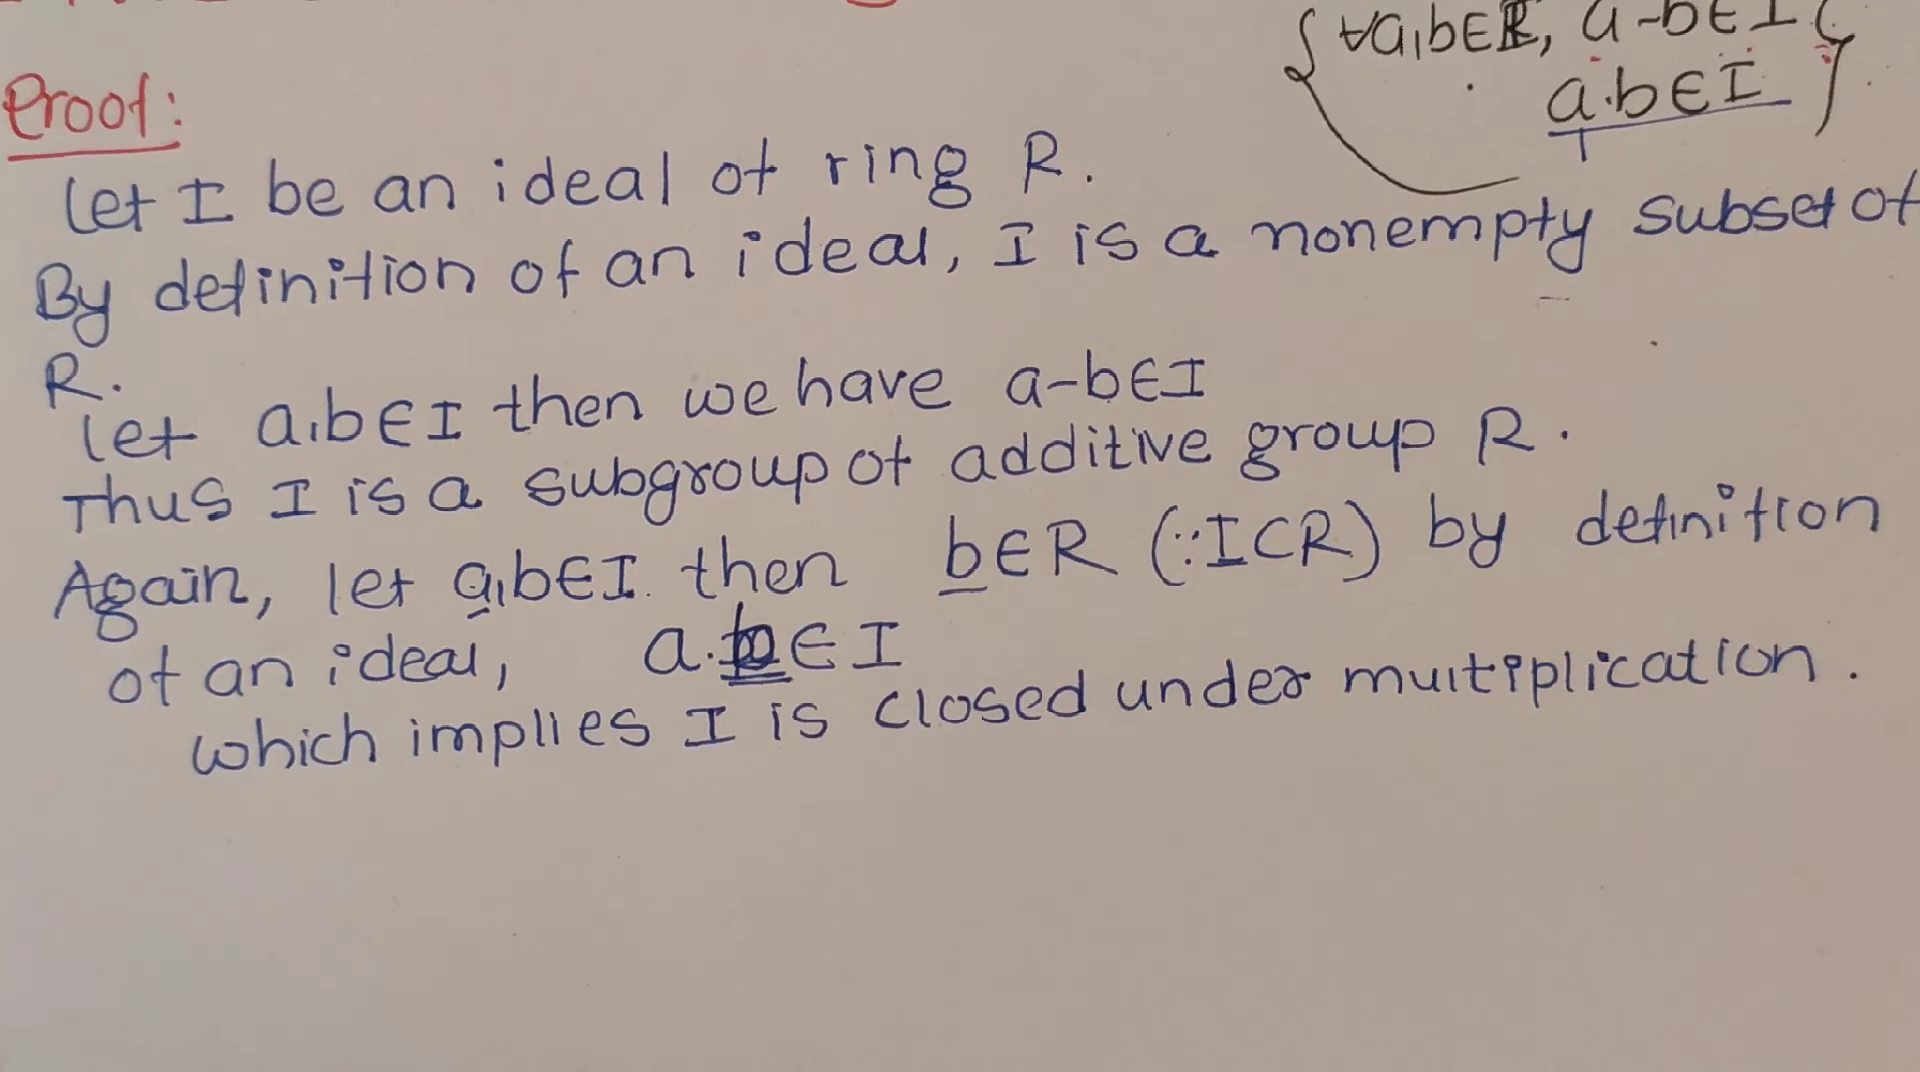 {∀a,b∈I, a-b∈I
a·b∈I }
Proof:
Let I be an ideal of ring R.
By definition of an ideal, I is a nonempty subset of
R.
Let a,b∈I then we have a-b∈I
Thus I is a subgroup of additive group R.
Again, let a,b∈I. then b∈R (∵I⊂R) by definition
of an ideal, a·b∈I
which implies I is closed under multiplication.